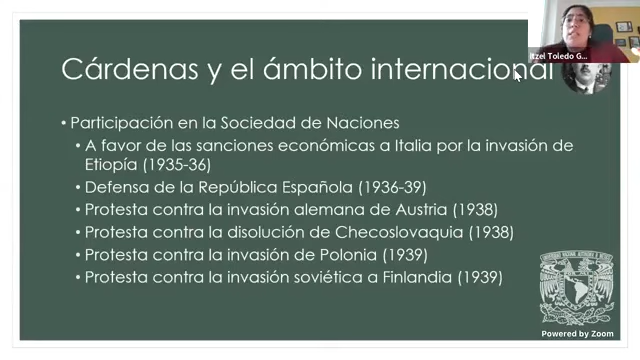 Itzel Toledo G...
Cárdenas y el ámbito internacional
• Participación en la Sociedad de Naciones
• A favor de las sanciones económicas a Italia por la invasión de
Etiopía (1935-36)
• Defensa de la República Española (1936-39)
• Protesta contra la invasión alemana de Austria (1938)
• Protesta contra la disolución de Checoslovaquia (1938)
• Protesta contra la invasión de Polonia (1939)
• Protesta contra la invasión soviética a Finlandia (1939)
Powered by Zoom